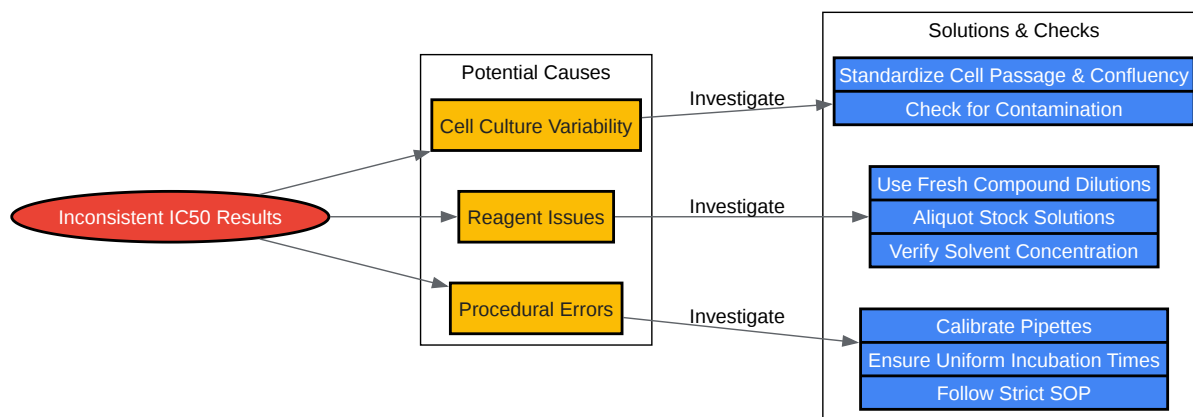 Inconsistent IC50 Results
Potential Causes
Cell Culture Variability
Reagent Issues
Procedural Errors
Investigate
Investigate
Investigate
Solutions & Checks
Standardize Cell Passage & Confluency
Check for Contamination
Use Fresh Compound Dilutions
Aliquot Stock Solutions
Verify Solvent Concentration
Calibrate Pipettes
Ensure Uniform Incubation Times
Follow Strict SOP